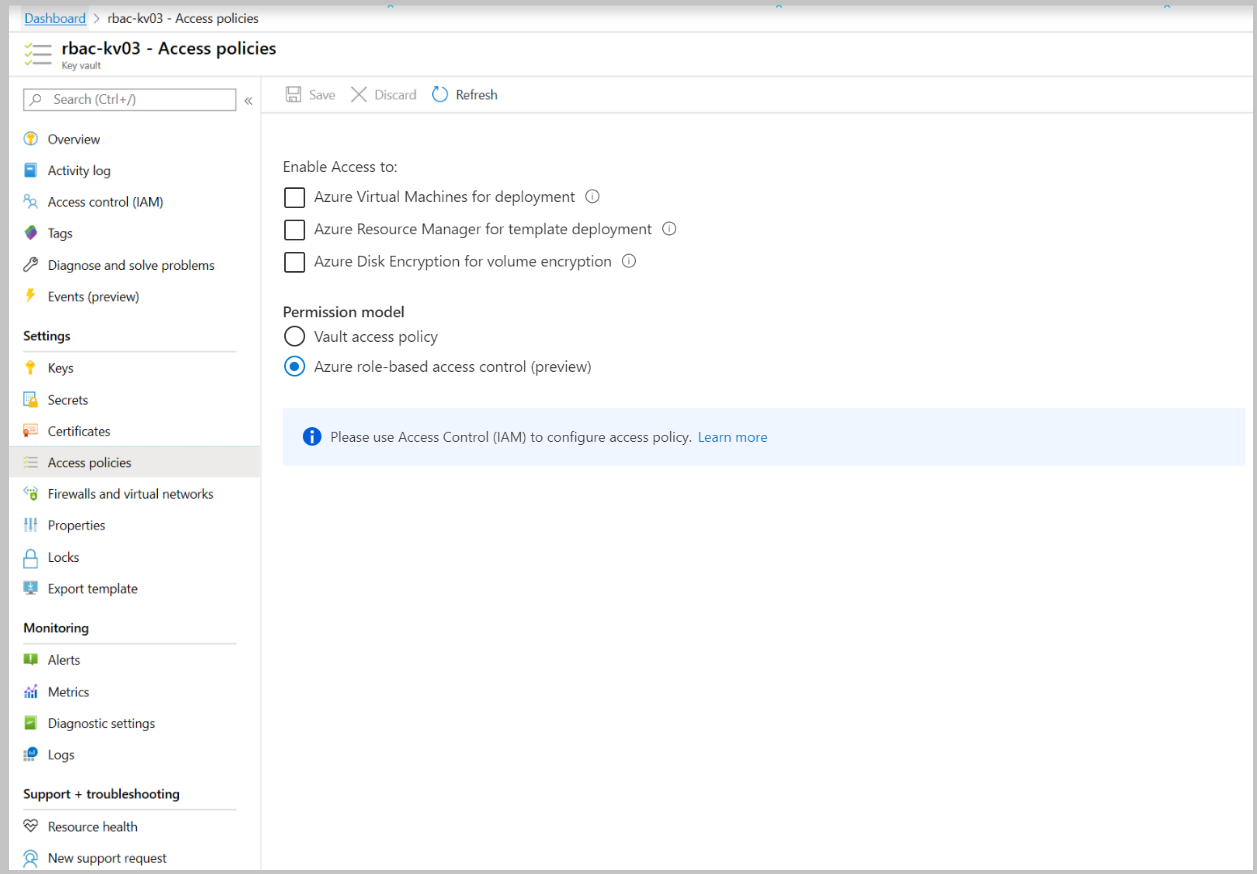 Dashboard > rbac-kv03 - Access policies
rbac-kv03 - Access policies
Key vault
Search (Ctrl+/)
«
Overview
Activity log
Access control (IAM)
Tags
Diagnose and solve problems
Events (preview)
Settings
Keys
Secrets
Certificates
Access policies
Firewalls and virtual networks
Properties
Locks
Export template
Monitoring
Alerts
Metrics
Diagnostic settings
Logs
Support + troubleshooting
Resource health
New support request
Save Discard Refresh
Enable Access to:
Azure Virtual Machines for deployment
Azure Resource Manager for template deployment
Azure Disk Encryption for volume encryption
Permission model
Vault access policy
Azure role-based access control (preview)
Please use Access Control (IAM) to configure access policy. Learn more